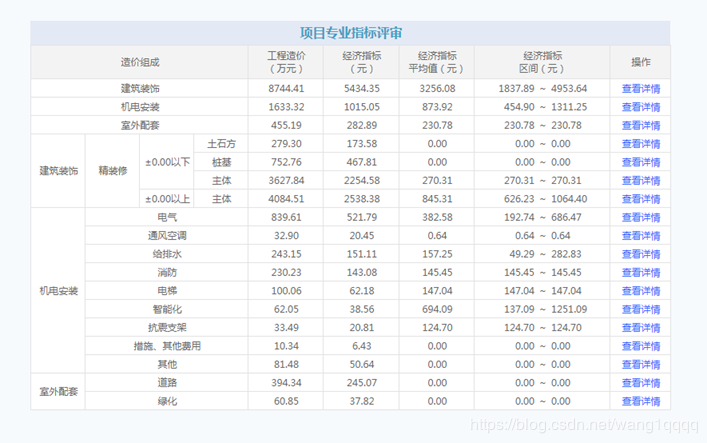 项目专业指标评审
造价组成 工程造价（万元） 经济指标（元） 经济指标平均值（元） 经济指标区间（元） 操作
建筑装饰 8744.41 5434.35 3256.08 1837.89 ~ 4953.64 查看详情
机电安装 1633.32 1015.05 873.92 454.90 ~ 1311.25 查看详情
室外配套 455.19 282.89 230.78 230.78 ~ 230.78 查看详情
建筑装饰 精装修 ±0.00以下 土石方 279.30 173.58 0.00 0.00 ~ 0.00 查看详情
桩基 752.76 467.81 0.00 0.00 ~ 0.00 查看详情
主体 3627.84 2254.58 270.31 270.31 ~ 270.31 查看详情
±0.00以上 主体 4084.51 2538.38 845.31 626.23 ~ 1064.40 查看详情
机电安装 电气 839.61 521.79 382.58 192.74 ~ 686.47 查看详情
通风空调 32.90 20.45 0.64 0.64 ~ 0.64 查看详情
给排水 243.15 151.11 157.25 49.29 ~ 282.83 查看详情
消防 230.23 143.08 145.45 145.45 ~ 145.45 查看详情
电梯 100.06 62.18 147.04 147.04 ~ 147.04 查看详情
智能化 62.05 38.56 694.09 137.09 ~ 1251.09 查看详情
抗震支架 33.49 20.81 124.70 124.70 ~ 124.70 查看详情
措施、其他费用 10.34 6.43 0.00 0.00 ~ 0.00 查看详情
其他 81.48 50.64 0.00 0.00 ~ 0.00 查看详情
室外配套 道路 394.34 245.07 0.00 0.00 ~ 0.00 查看详情
绿化 60.85 37.82 0.00 0.00 ~ 0.00 查看详情
https://blog.csdn.net/wang1qqqq